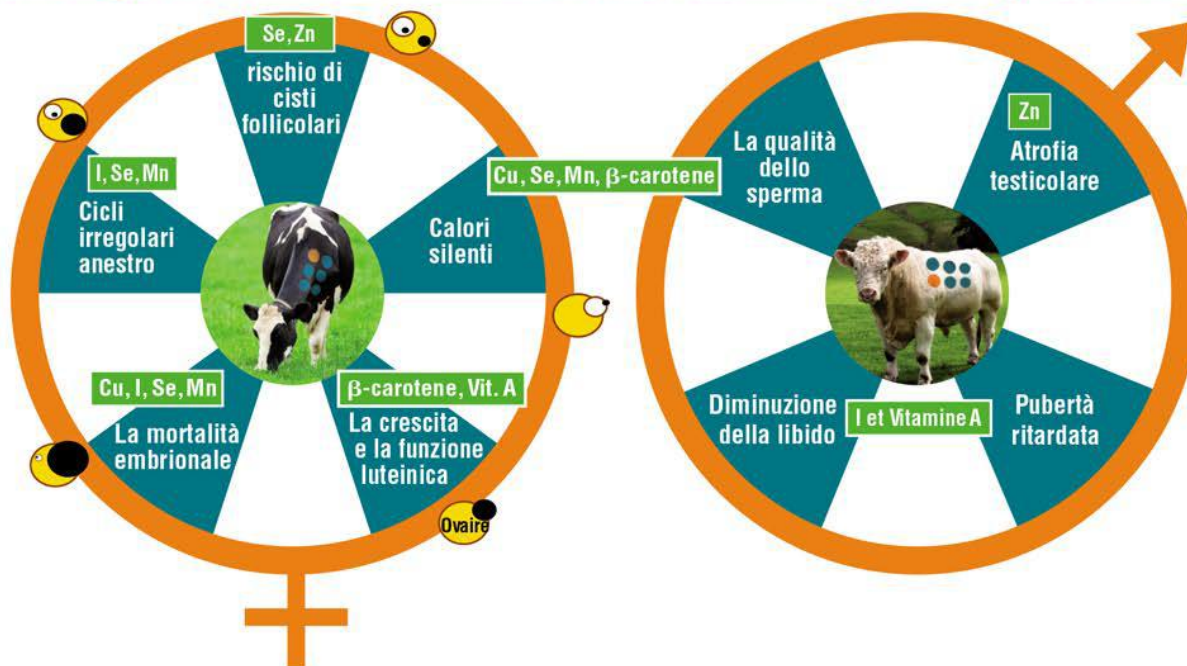 Se, Zn
rischio di
cisti
follicolari
I, Se, Mn
Cicli
irregolari
anestro
Cu, Se, Mn, β-carotene
Calori
silenti
Cu, I, Se, Mn
La mortalità
embrionale
β-carotene, Vit. A
La crescita
e la funzione
luteinica
Ovaire
La qualità
dello
sperma
Zn
Atrofia
testicolare
Diminuzione
della libido
I et Vitamine A
Pubertà
ritardata